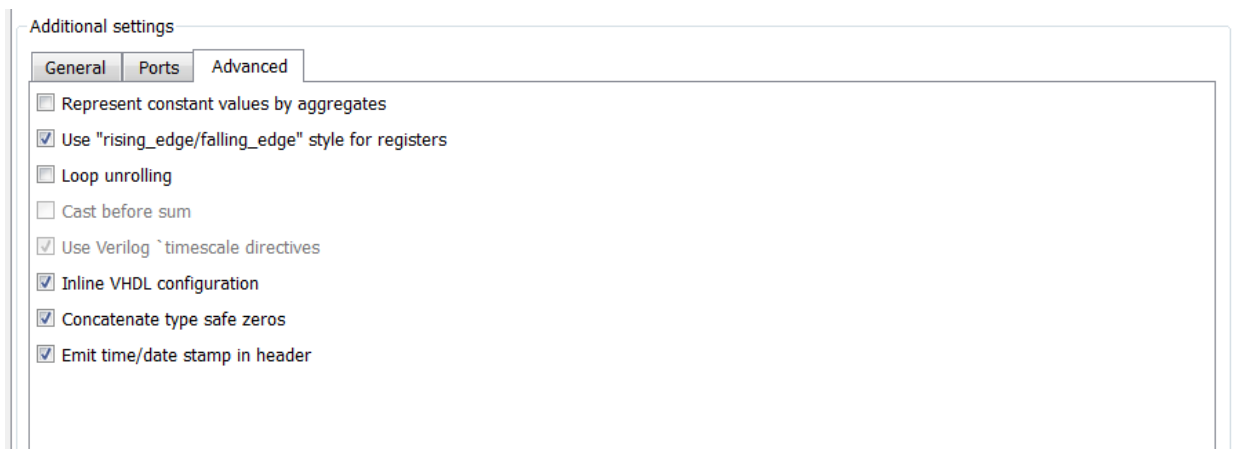 Additional settings
General Ports Advanced
Represent constant values by aggregates
Use "rising_edge/falling_edge" style for registers
Loop unrolling
Cast before sum
Use Verilog `timescale directives
Inline VHDL configuration
Concatenate type safe zeros
Emit time/date stamp in header